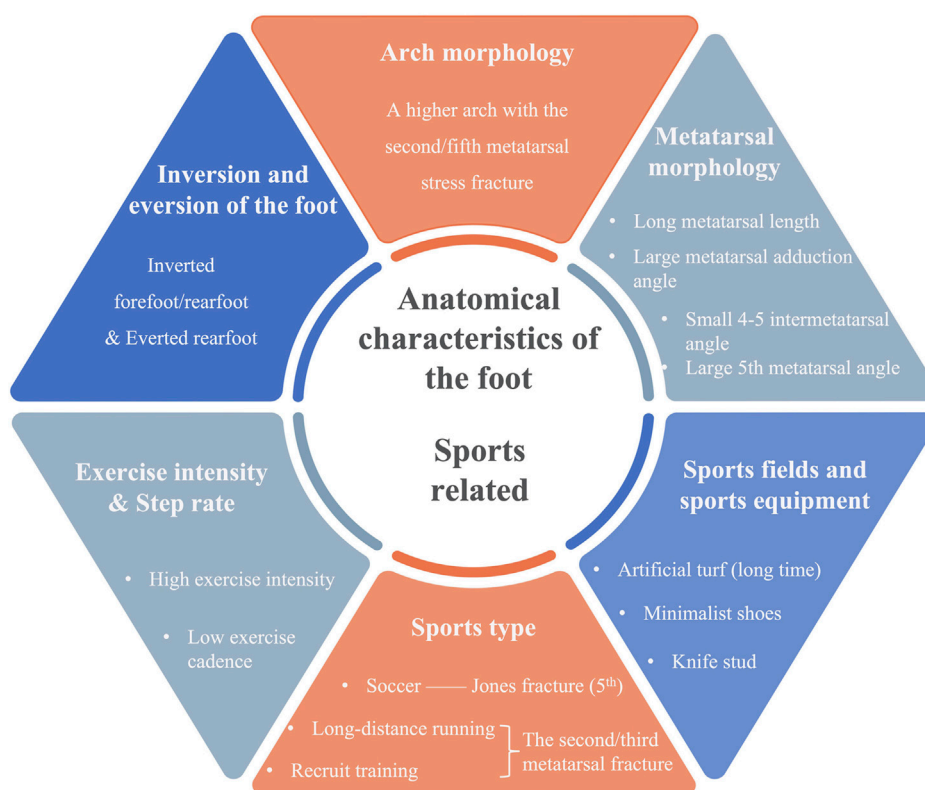 Arch morphology
A higher arch with the
second/fifth metatarsal
stress fracture
Metatarsal
morphology
• Long metatarsal length
• Large metatarsal adduction
angle
• Small 4-5 intermetatarsal
angle
• Large 5th metatarsal angle
Inversion and
eversion of the foot
Inverted
forefoot/rearfoot
& Everted rearfoot
Anatomical
characteristics of
the foot
Sports
related
Exercise intensity
& Step rate
• High exercise intensity
• Low exercise
cadence
Sports fields and
sports equipment
• Artificial turf (long time)
• Minimalist shoes
• Knife stud
Sports type
• Soccer —— Jones fracture (5th)
• Long-distance running
• Recruit training
The second/third
metatarsal fracture